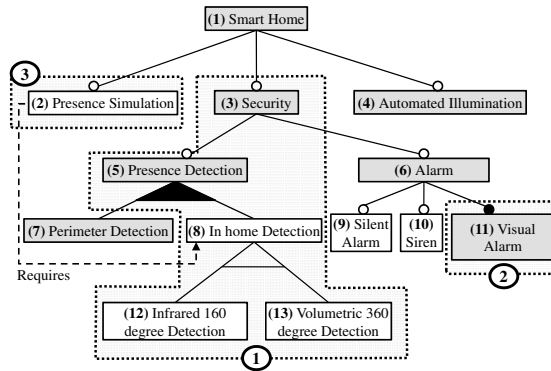 (1) Smart Home
3
(2) Presence Simulation
(3) Security
(4) Automated Illumination
(5) Presence Detection
(6) Alarm
(7) Perimeter Detection
(8) In home Detection
(9) Silent
Alarm
(10)
Siren
(11) Visual
Alarm
Requires
2
(12) Infrared 160
degree Detection
(13) Volumetric 360
degree Detection
1